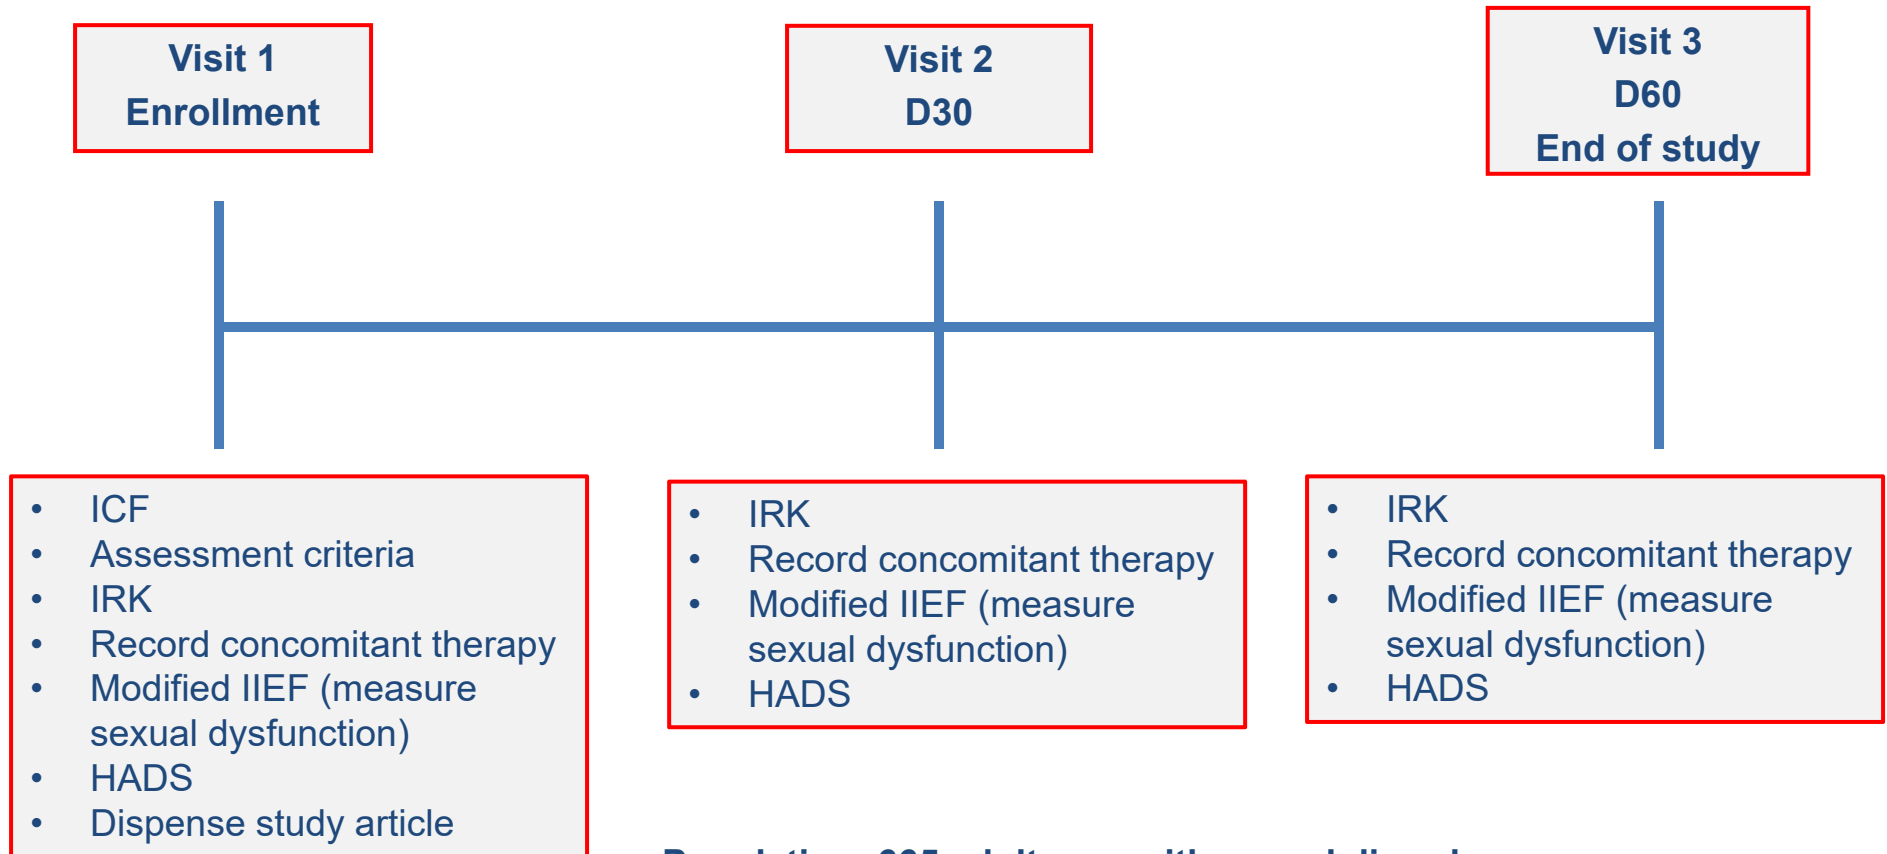 Visit 1
Enrollment
Visit 2
D30
Visit 3
D60
End of study
• ICF
• Assessment criteria
• IRK
• Record concomitant therapy
• Modified IIEF (measure
sexual dysfunction)
• HADS
• Dispense study article
• IRK
• Record concomitant therapy
• Modified IIEF (measure
sexual dysfunction)
• HADS
• IRK
• Record concomitant therapy
• Modified IIEF (measure
sexual dysfunction)
• HADS